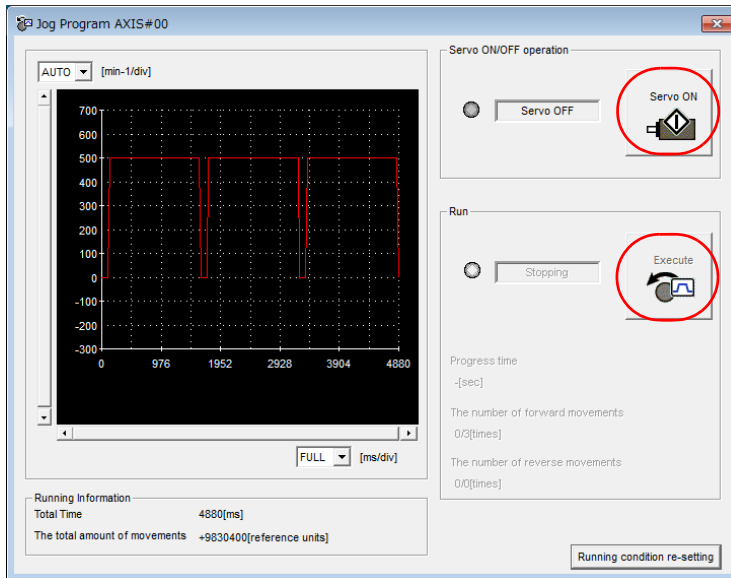 Jog Program AXIS#00
AUTO [min-1/div]
700
600
500
400
300
200
100
0
-100
-200
-300
0 976 1952 2928 3904 4880
FULL [ms/div]
Running Information
Total Time 4880[ms]
The total amount of movements +9830400[reference units]
Servo ON/OFF operation
Servo OFF
Servo ON
Run
Stopping
Execute
Progress time
-[sec]
The number of forward movements
0/3[times]
The number of reverse movements
0/0[times]
Running condition re-setting